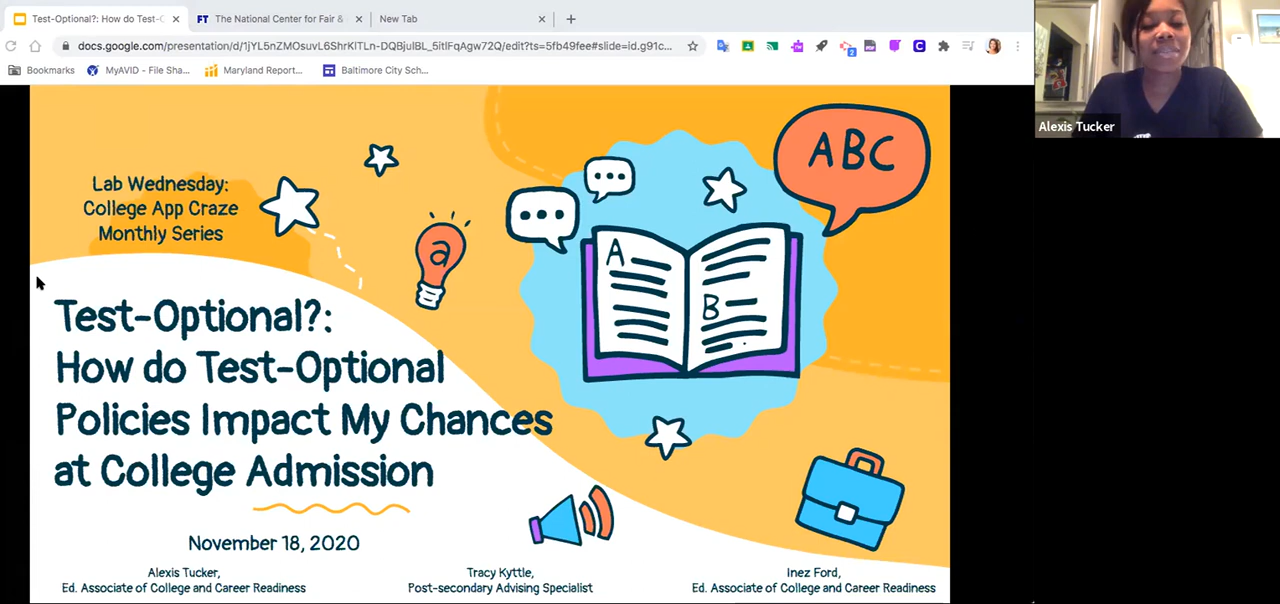 Test-Optional?: How do Test-O
The National Center for Fair &
New Tab
docs.google.com/presentation/d/1jYL5nZMOsuvL6ShrKITLn-DQBjulBL_5itIFqAgw72Q/edit?ts=5fb49fee#slide=id.g91c...
Bookmarks
MyAVID - File Sha...
Maryland Report...
Baltimore City Sch...
Alexis Tucker
Lab Wednesday:
College App Craze
Monthly Series
ABC
a
A
B
Test-Optional?:
How do Test-Optional
Policies Impact My Chances
at College Admission
November 18, 2020
Alexis Tucker,
Ed. Associate of College and Career Readiness
Tracy Kyttle,
Post-secondary Advising Specialist
Inez Ford,
Ed. Associate of College and Career Readiness